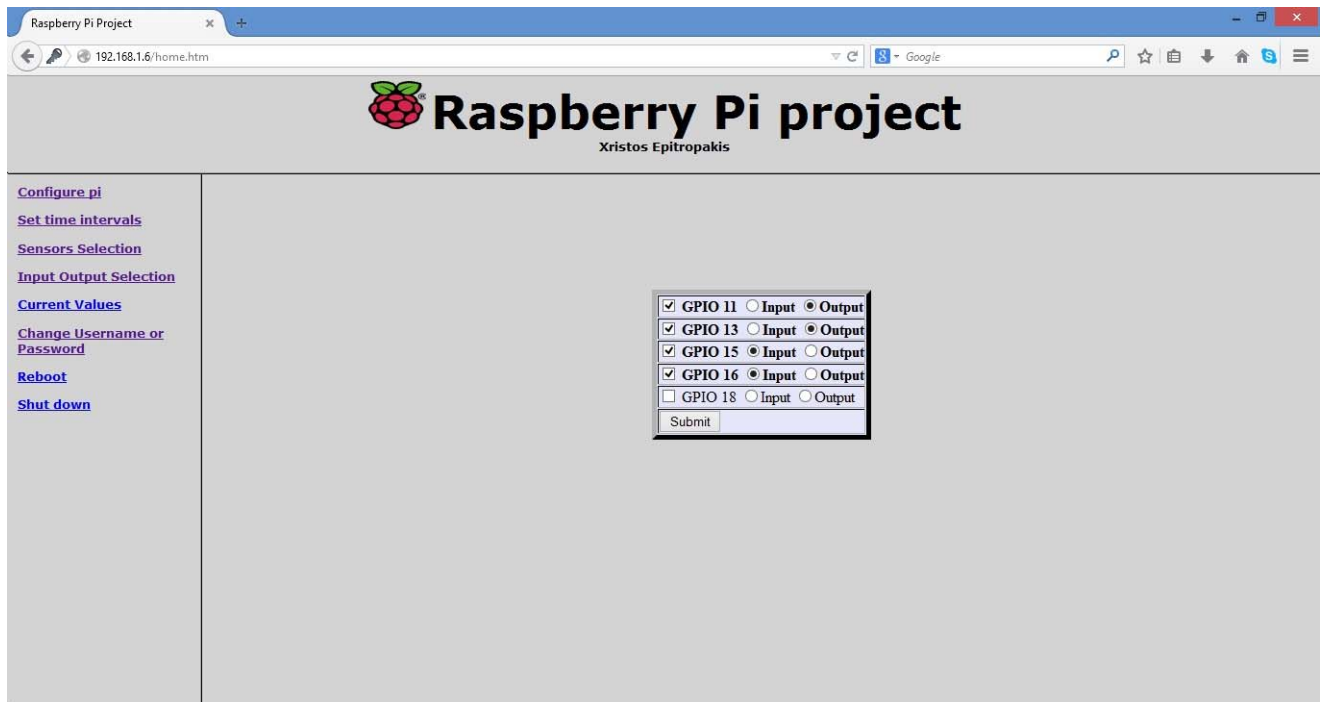 Raspberry Pi Project
192.168.1.6/home.htm
Google
Raspberry Pi project
Xristos Epitropakis
Configure pi
Set time intervals
Sensors Selection
Input Output Selection
Current Values
Change Username or
Password
Reboot
Shut down
GPIO 11 Input Output
GPIO 13 Input Output
GPIO 15 Input Output
GPIO 16 Input Output
GPIO 18 Input Output
Submit